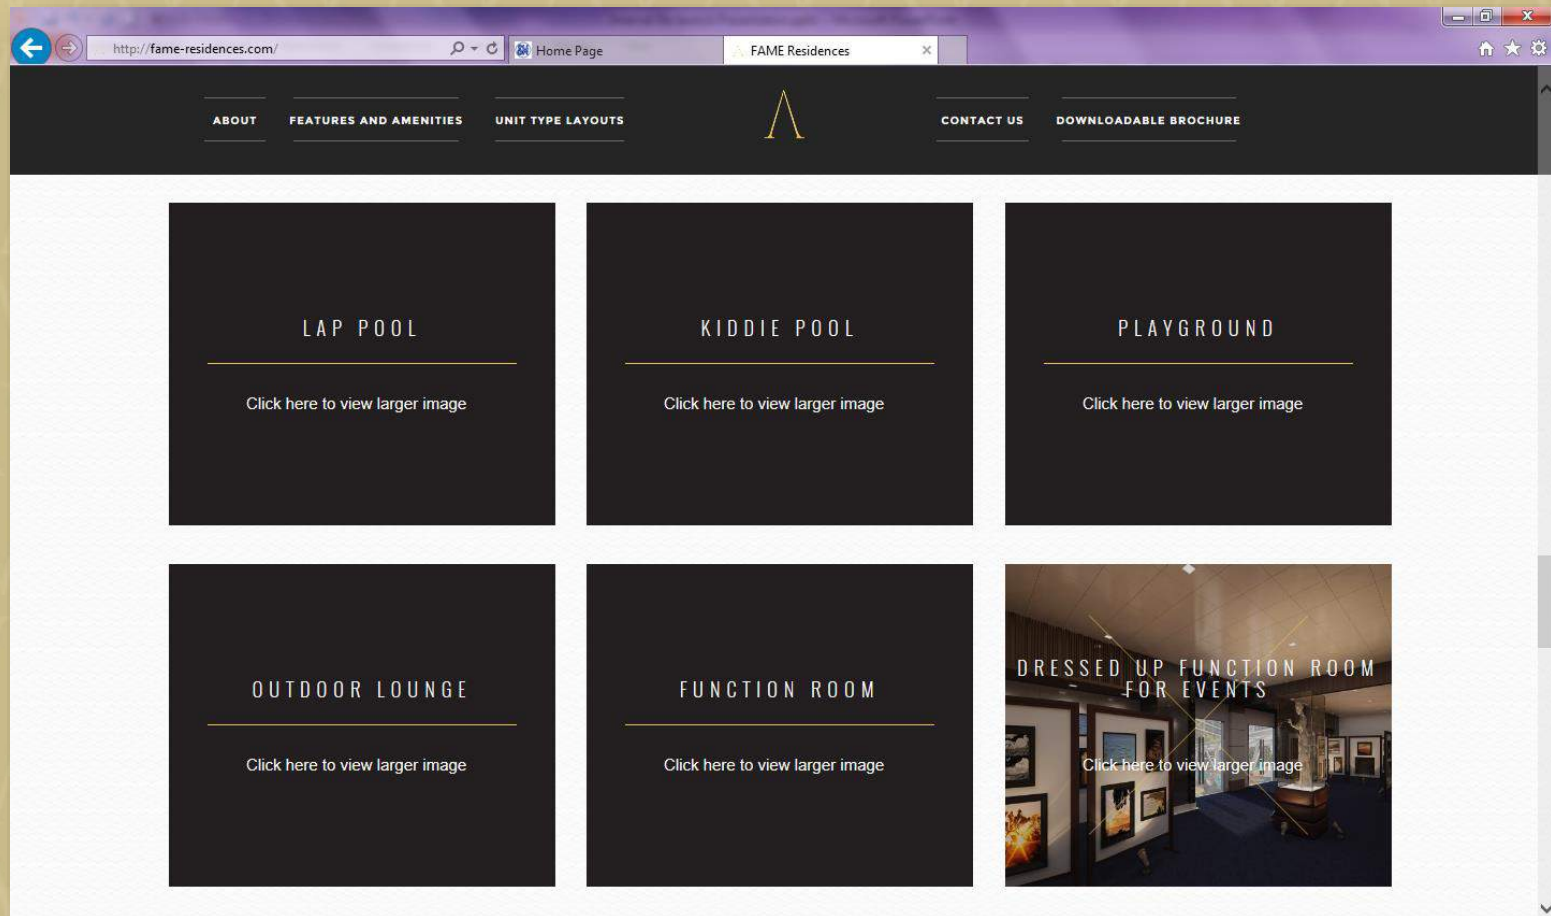 http://fame-residences.com/
Home Page
FAME Residences
ABOUT
FEATURES AND AMENITIES
UNIT TYPE LAYOUTS
CONTACT US
DOWNLOADABLE BROCHURE
LAP POOL
Click here to view larger image
KIDDIE POOL
Click here to view larger image
PLAYGROUND
Click here to view larger image
OUTDOOR LOUNGE
Click here to view larger image
FUNCTION ROOM
Click here to view larger image
DRESSED UP FUNCTION ROOM
FOR EVENTS
Click here to view larger image